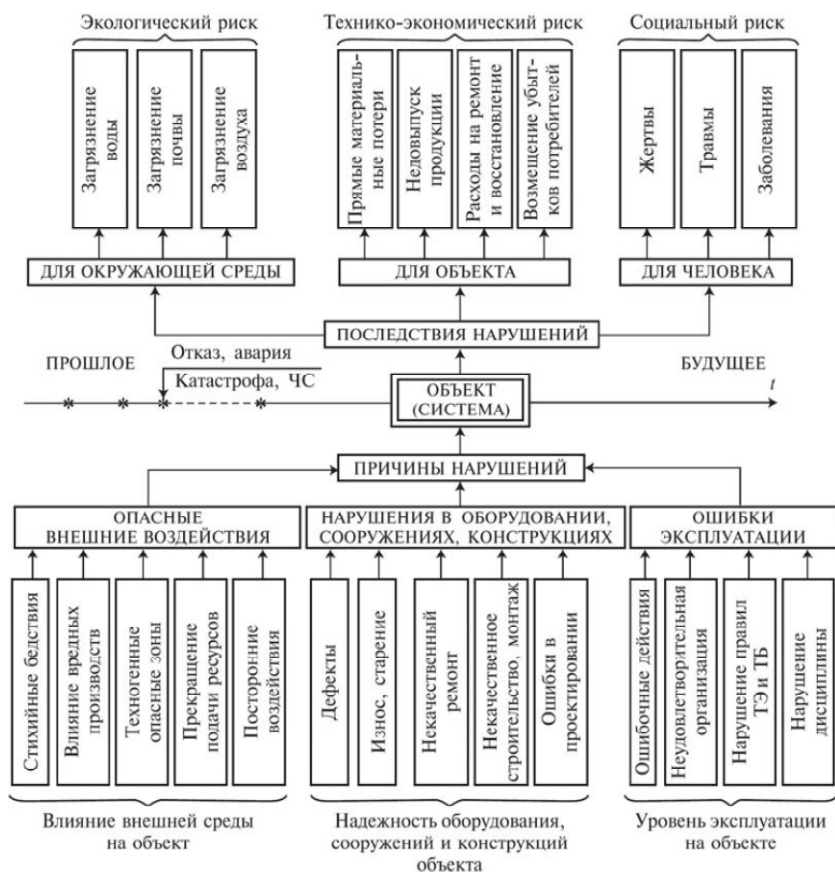 Экологический риск
Технико-экономический риск
Социальный риск
Загрязнение
воды
Загрязнение
почвы
Загрязнение
воздуха
Прямые материаль-
ные потери
Недовыпуск
продукции
Расходы на ремонт
и восстановление
Возмещение убыт-
ков потребителей
Жертвы
Травмы
Заболевания
ДЛЯ ОКРУЖАЮЩЕЙ СРЕДЫ
ДЛЯ ОБЪЕКТА
ДЛЯ ЧЕЛОВЕКА
ПОСЛЕДСТВИЯ НАРУШЕНИЙ
ПРОШЛОЕ
Отказ, авария
Катастрофа, ЧС
ОБЪЕКТ
(СИСТЕМА)
БУДУЩЕЕ
t
ПРИЧИНЫ НАРУШЕНИЙ
ОПАСНЫЕ
ВНЕШНИЕ ВОЗДЕЙСТВИЯ
НАРУШЕНИЯ В ОБОРУДОВАНИИ,
СООРУЖЕНИЯХ, КОНСТРУКЦИЯХ
ОШИБКИ
ЭКСПЛУАТАЦИИ
Стихийные бедствия
Влияние вредных
производств
Техногенные
опасные зоны
Прекращение
подачи ресурсов
Посторонние
воздействия
Дефекты
Износ, старение
Некачественный
ремонт
Некачественное
строительство, монтаж
Ошибки в
проектировании
Ошибочные действия
Неудовлетворительная
организация
Нарушение правил
ТЭ и ТБ
Нарушение
дисциплины
Влияние внешней среды
на объект
Надежность оборудования,
сооружений и конструкций
объекта
Уровень эксплуатации
на объекте